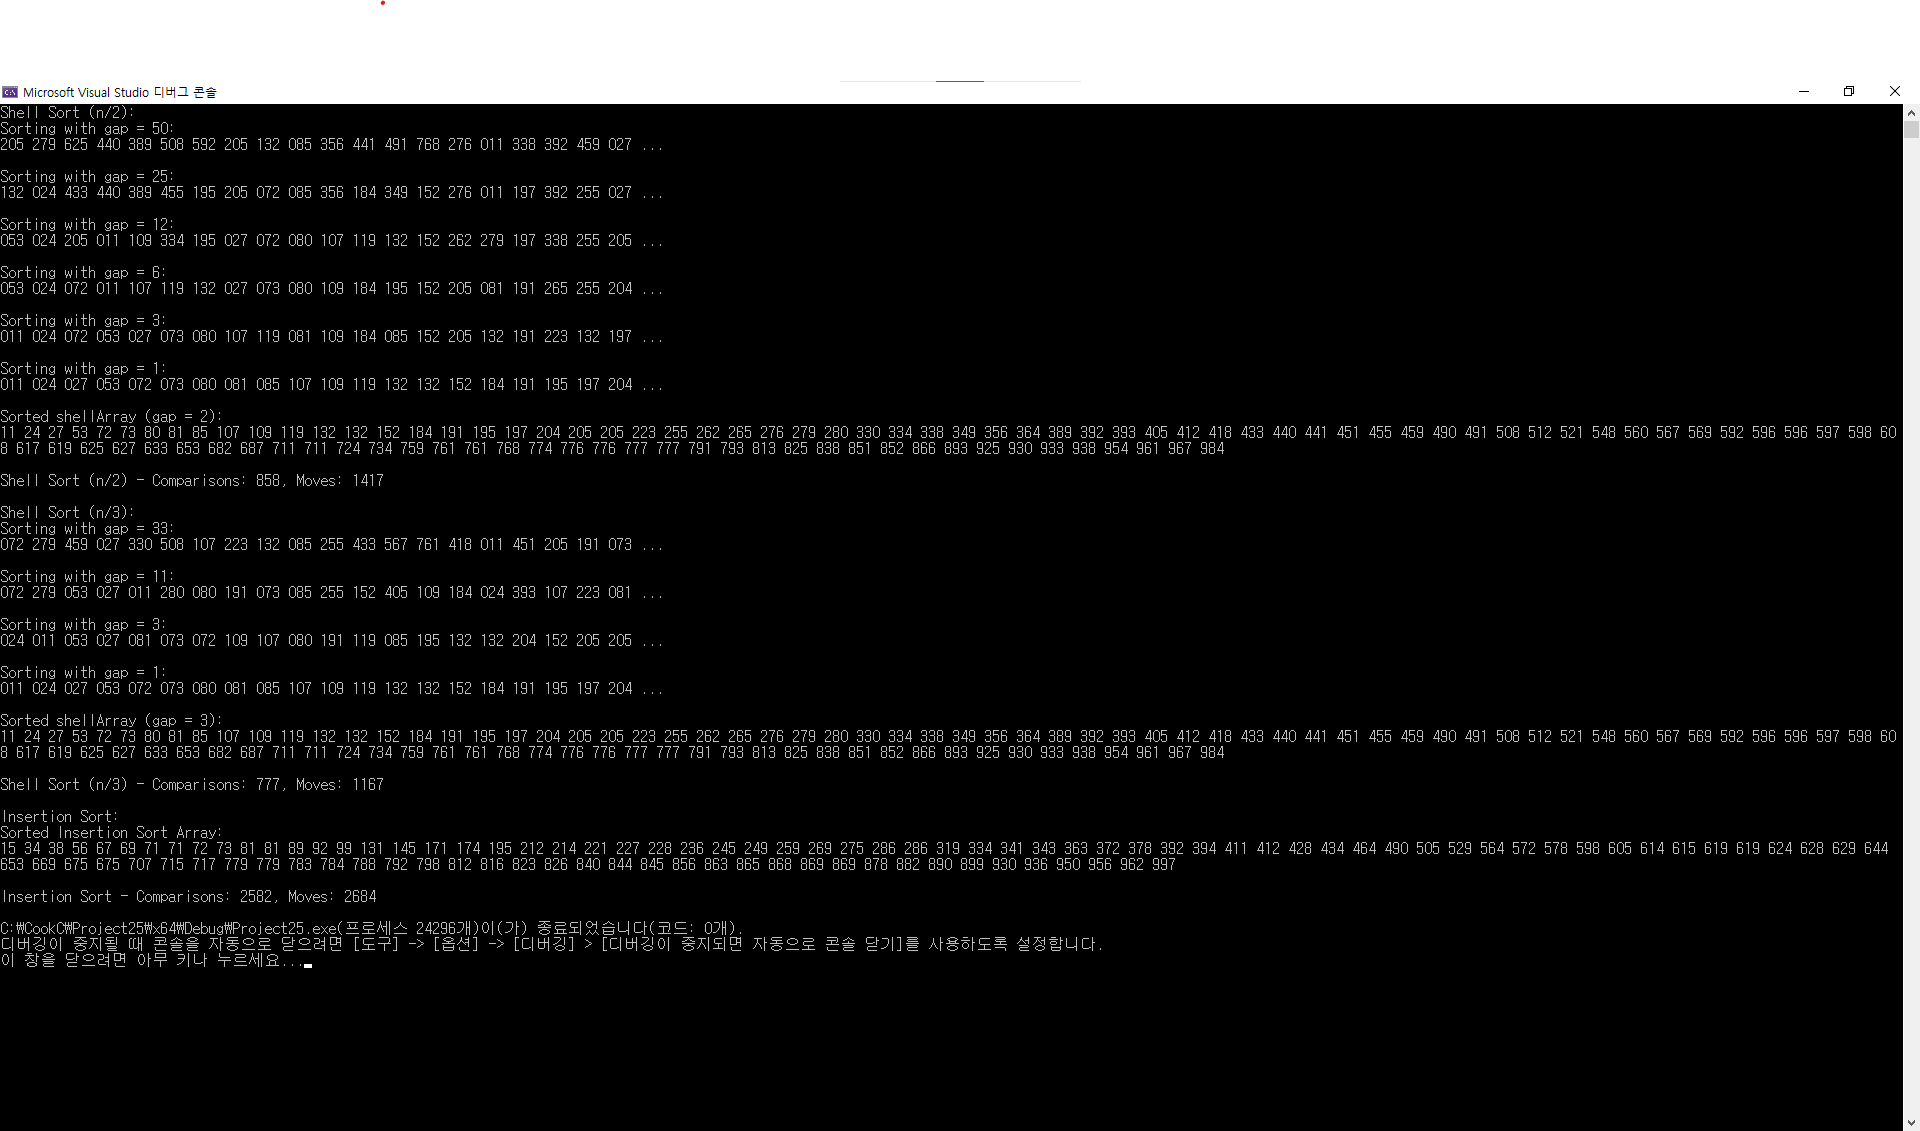 Microsoft Visual Studio 디버그 콘솔
Shell Sort (n/2):
Sorting with gap = 50:
205 279 625 440 389 508 592 205 132 085 356 441 491 768 276 011 338 392 459 027 ...
Sorting with gap = 25:
132 024 433 440 389 455 195 205 072 085 356 184 349 152 276 011 197 392 255 027 ...
Sorting with gap = 12:
053 024 205 011 109 334 195 027 072 080 107 119 132 152 262 279 197 338 255 205 ...
Sorting with gap = 6:
053 024 072 011 107 119 132 027 073 080 109 184 195 152 205 081 191 265 255 204 ...
Sorting with gap = 3:
011 024 072 053 027 073 080 107 119 081 109 184 085 152 205 132 191 223 132 197 ...
Sorting with gap = 1:
011 024 027 053 072 073 080 081 085 107 109 119 132 132 152 184 191 195 197 204 ...
Sorted shellArray (gap = 2):
11 24 27 53 72 73 80 81 85 107 109 119 132 132 152 184 191 195 197 204 205 205 223 255 262 265 276 279 280 330 334 338 349 356 364 389 392 393 405 412 418 433 440 441 451 455 459 490 491 508 512 521 548 560 567 569 592 596 596 597 598 60
8 617 619 625 627 633 653 682 687 711 711 724 734 759 761 761 768 774 776 776 777 777 791 793 813 825 838 851 852 866 893 925 930 933 938 954 961 967 984
Shell Sort (n/2) - Comparisons: 858, Moves: 1417
Shell Sort (n/3):
Sorting with gap = 33:
072 279 459 027 330 508 107 223 132 085 255 433 567 761 418 011 451 205 191 073 ...
Sorting with gap = 11:
072 279 053 027 011 280 080 191 073 085 255 152 405 109 184 024 393 107 223 081 ...
Sorting with gap = 3:
024 011 053 027 081 073 072 109 107 080 191 119 085 195 132 132 204 152 205 205 ...
Sorting with gap = 1:
011 024 027 053 072 073 080 081 085 107 109 119 132 132 152 184 191 195 197 204 ...
Sorted shellArray (gap = 3):
11 24 27 53 72 73 80 81 85 107 109 119 132 132 152 184 191 195 197 204 205 205 223 255 262 265 276 279 280 330 334 338 349 356 364 389 392 393 405 412 418 433 440 441 451 455 459 490 491 508 512 521 548 560 567 569 592 596 596 597 598 60
8 617 619 625 627 633 653 682 687 711 711 724 734 759 761 761 768 774 776 776 777 777 791 793 813 825 838 851 852 866 893 925 930 933 938 954 961 967 984
Shell Sort (n/3) - Comparisons: 777, Moves: 1167
Insertion Sort:
Sorted Insertion Sort Array:
15 34 38 56 67 69 71 71 72 73 81 81 89 92 99 131 145 171 174 195 212 214 221 227 228 236 245 249 259 269 275 286 286 319 334 341 343 363 372 378 392 394 411 412 428 434 464 490 505 529 564 572 578 598 605 614 615 619 619 624 628 629 644
653 669 675 675 707 715 717 779 779 783 784 788 792 798 812 816 823 826 840 844 845 856 863 865 868 869 869 878 882 890 899 930 936 950 956 962 997
Insertion Sort - Comparisons: 2582, Moves: 2684
C:₩CookC₩Project25₩x64₩Debug₩Project25.exe(프로세스 24296개)이(가) 종료되었습니다(코드: 0개).
디버깅이 중지될 때 콘솔을 자동으로 닫으려면 [도구] -> [옵션] -> [디버깅] > [디버깅이 중지되면 자동으로 콘솔 닫기]를 사용하도록 설정합니다.
이 창을 닫으려면 아무 키나 누르세요...